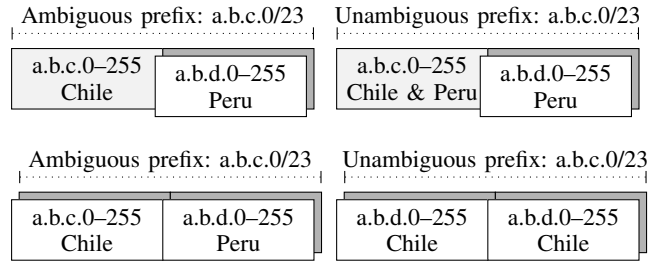 Ambiguous prefix: a.b.c.0/23
Unambiguous prefix: a.b.c.0/23
a.b.c.0–255
Chile
a.b.d.0–255
Peru
a.b.c.0–255
Chile & Peru
a.b.d.0–255
Peru
Ambiguous prefix: a.b.c.0/23
Unambiguous prefix: a.b.c.0/23
a.b.c.0–255
Chile
a.b.d.0–255
Peru
a.b.d.0–255
Chile
a.b.d.0–255
Chile